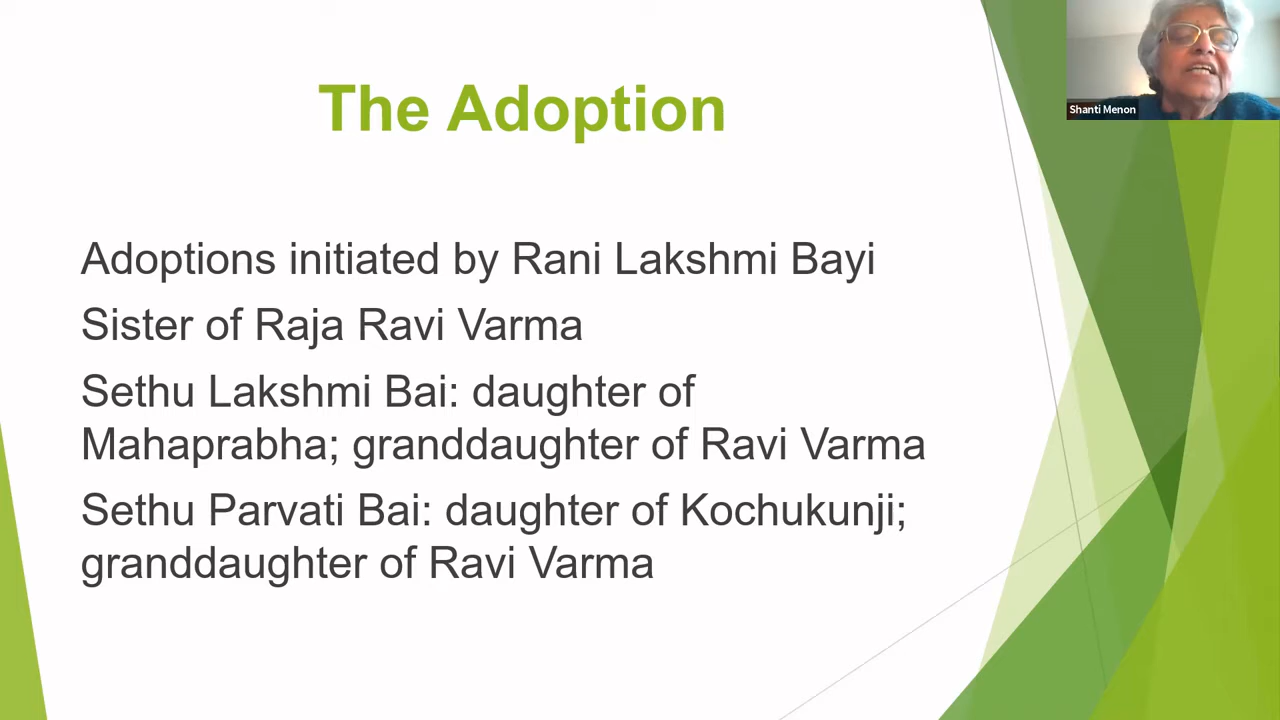 The Adoption
Shanti Menon
Adoptions initiated by Rani Lakshmi Bayi
Sister of Raja Ravi Varma
Sethu Lakshmi Bai: daughter of
Mahaprabha; granddaughter of Ravi Varma
Sethu Parvati Bai: daughter of Kochukunji;
granddaughter of Ravi Varma